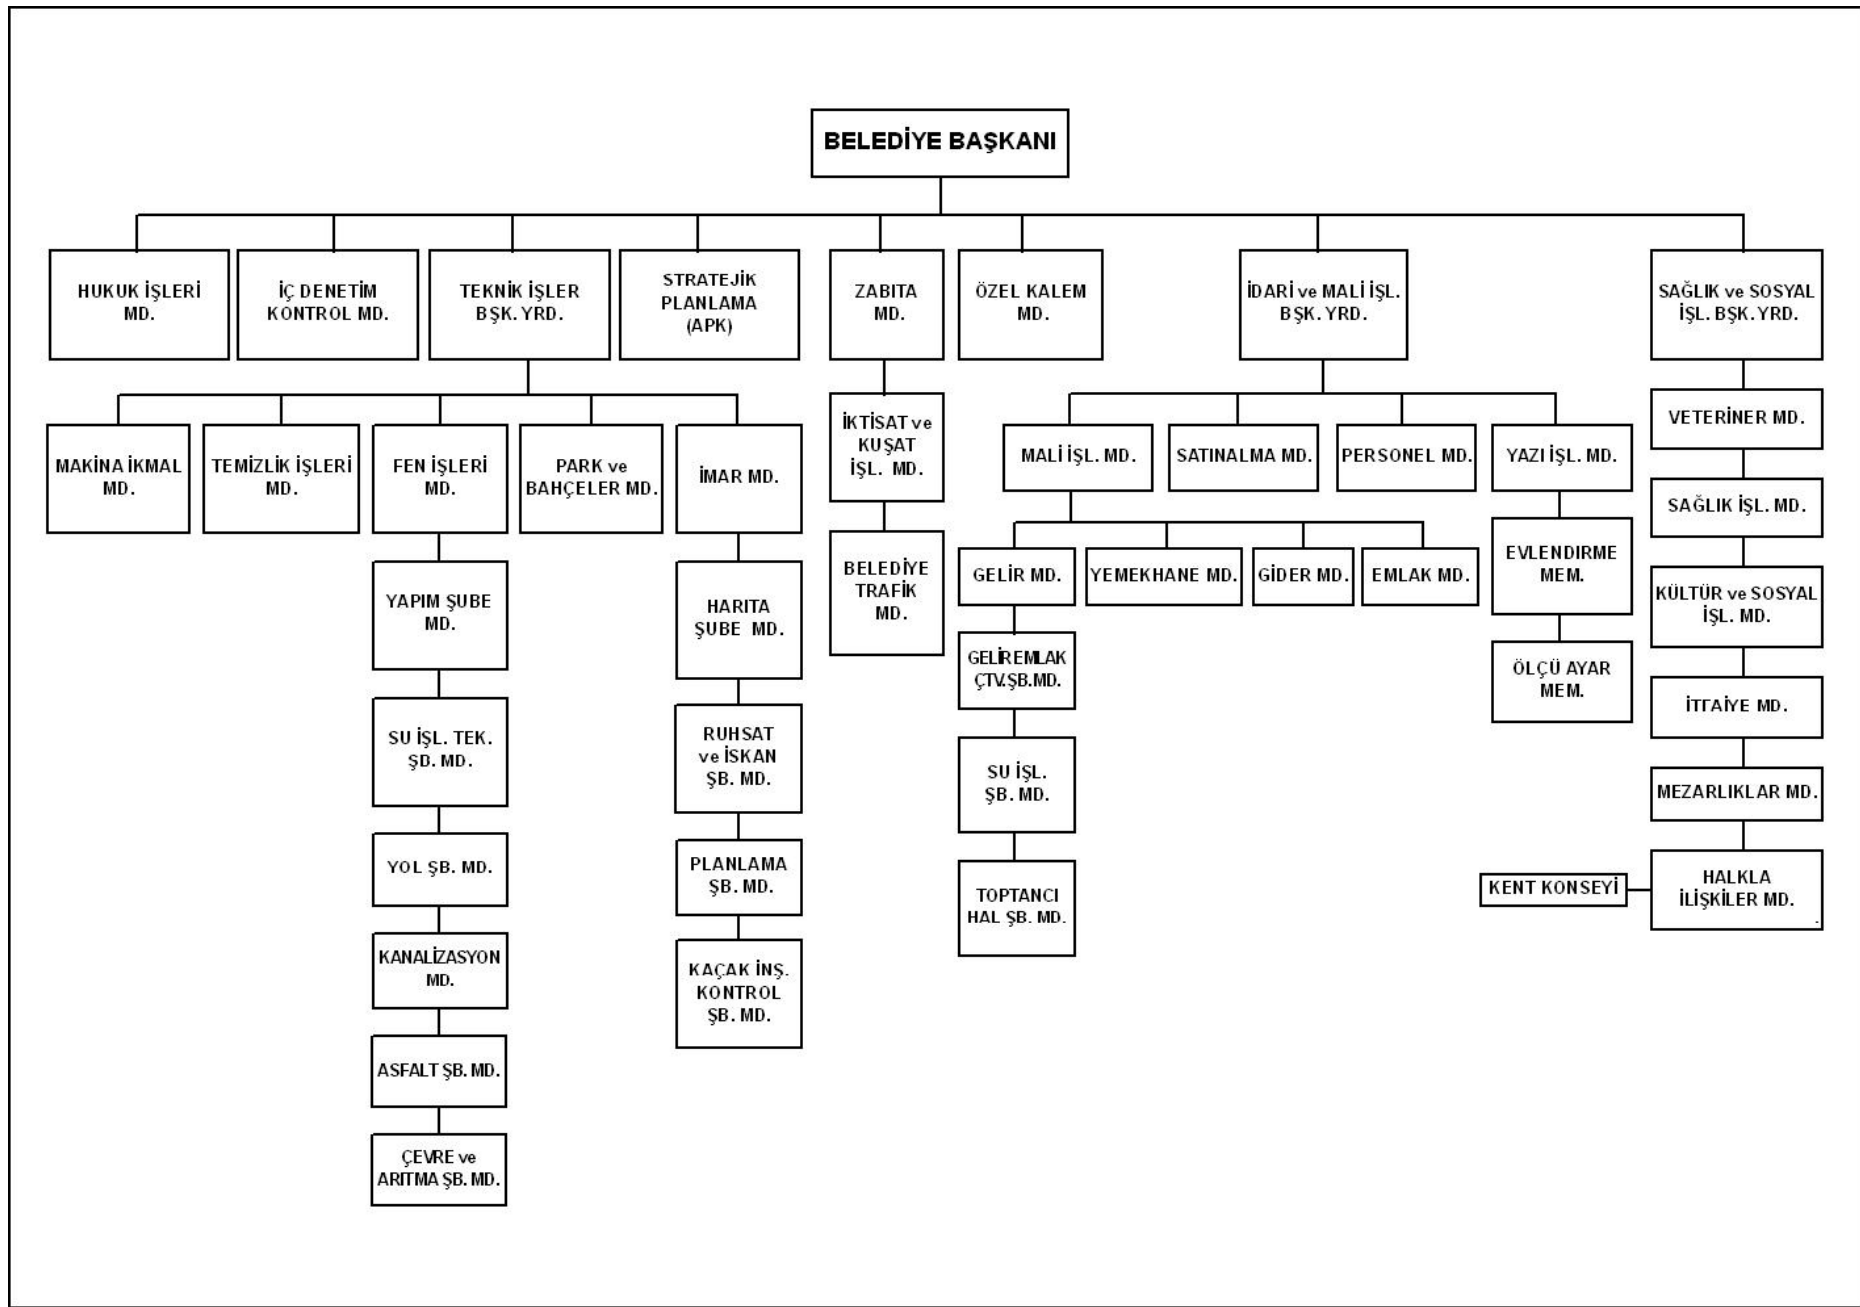 BELEDİYE BAŞKANI
HUKUK İŞLERİ
MD.
İÇ DENETİM
KONTROL MD.
TEKNİK İŞLER
BŞK. YRD.
STRATEJİK
PLANLAMA
(APK)
ZABITA
MD.
ÖZEL KALEM
MD.
İDARİ ve MALİ İŞL.
BŞK. YRD.
SAĞLIK ve SOSYAL
İŞL. BŞK. YRD.
MAKİNA İKMAL
MD.
TEMİZLİK İŞLERİ
MD.
FEN İŞLERİ
MD.
PARK ve
BAHÇELER MD.
İMAR MD.
İKTİSAT ve
KUŞAT
İŞL. MD.
MALİ İŞL. MD.
SATINALMA MD.
PERSONEL MD.
YAZI İŞL. MD.
VETERİNER MD.
SAĞLIK İŞL. MD.
YAPIM ŞUBE
MD.
HARITA
ŞUBE MD.
BELEDİYE
TRAFİK
MD.
GELİR MD.
YEMEKHANE MD.
GİDER MD.
EMLAK MD.
EVLENDIRME
MEM.
KÜLTÜR ve SOSYAL
İŞL. MD.
SU İŞL. TEK.
ŞD. MD.
RUHSAT
ve İSKAN
ŞB. MD.
GELİR EMLAK
ÇTV.ŞB.MD.
ÖLÇÜ AYAR
MEM.
İTTAİYE MD.
SU İŞL.
ŞB. MD.
MEZARLIKLAR MD.
YOL ŞB. MD.
PLANLAMA
ŞB. MD.
TOPTANCI
HAL ŞB. MD.
KENT KONSEYİ
HALKLA
İLİŞKİLER MD.
KANALİZASYON
MD.
KAÇAK İNŞ.
KONTROL
ŞB. MD.
ASFALT ŞB. MD.
ÇEVRE ve
ARITMA ŞB. MD.